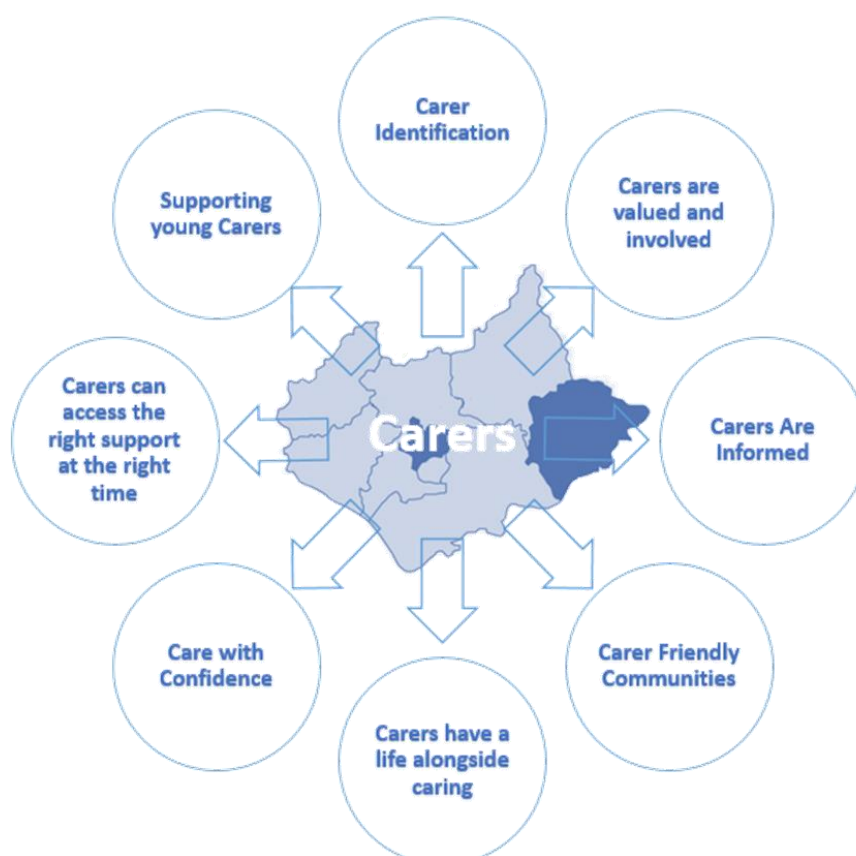 Carer
Identification
Carers are
valued and
involved
Carers Are
Informed
Carer Friendly
Communities
Carers have a
life alongside
caring
Care with
Confidence
Carers can
access the
right support
at the right
time
Supporting
young Carers
Carers